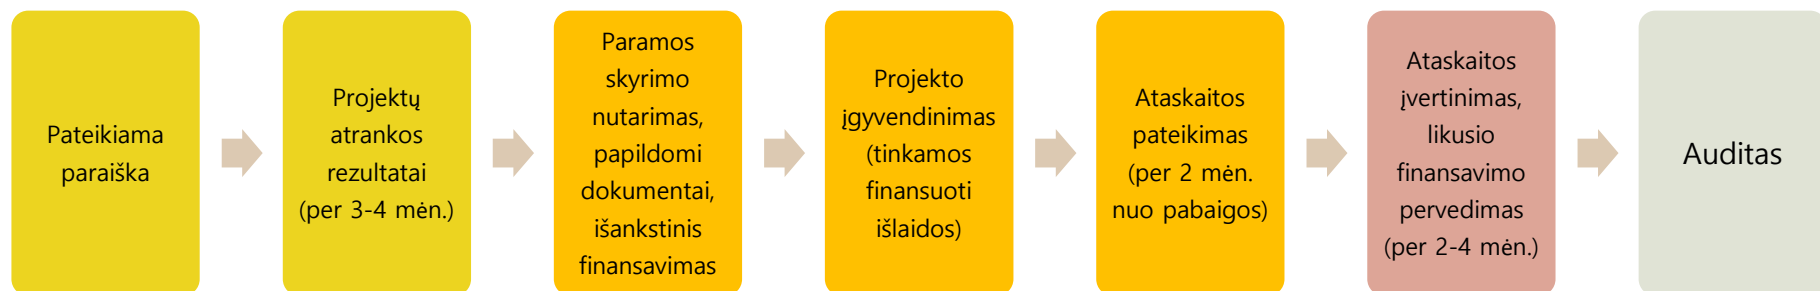 Pateikiama
paraiška
Projektų
atrankos
rezultatai
(per 3-4 mėn.)
Paramos
skyrimo
nutarimas,
papildomi
dokumentai,
išankstinis
finansavimas
Projekto
įgyvendinimas
(tinkamos
finansuoti
išlaidos)
Ataskaitos
pateikimas
(per 2 mėn.
nuo pabaigos)
Ataskaitos
įvertinimas,
likusio
finansavimo
pervedimas
(per 2-4 mėn.)
Auditas